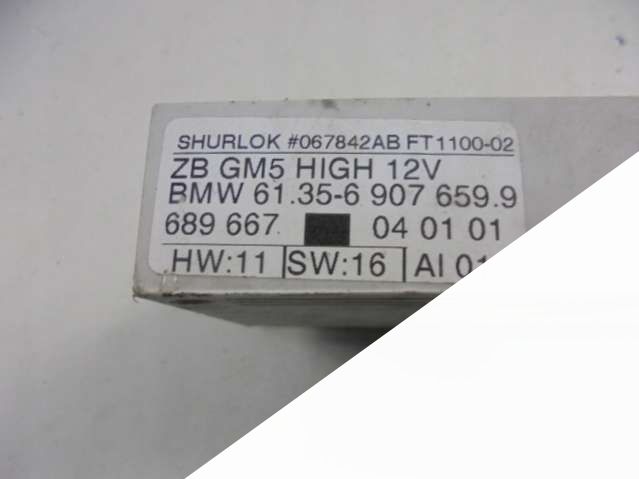 SHURLOK #067842AB FT1100-02
ZB GM5 HIGH 12V
BMW 61.35-6 907 659.9
689 667 04 01 01
HW:11 SW:16 AI